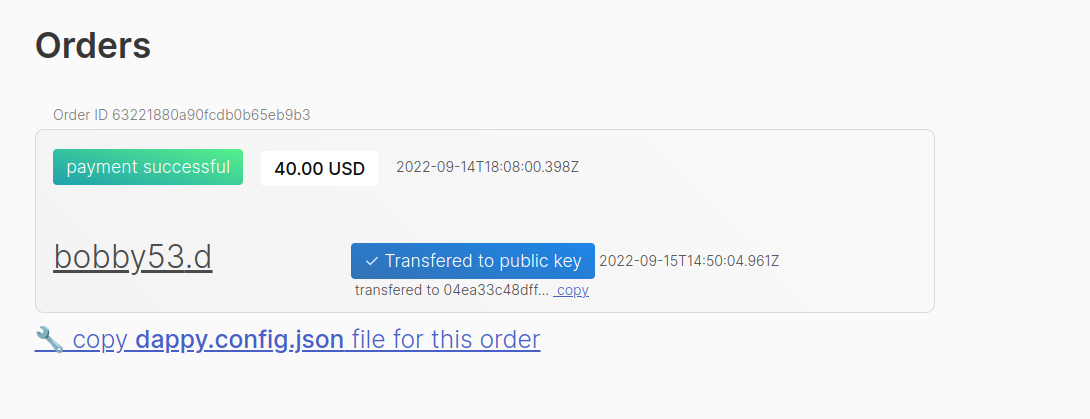 Orders
Order ID 63221880a90fcdb0b65eb9b3
payment successful 40.00 USD 2022-09-14T18:08:00.398Z
bobby53.d ✓ Transfered to public key 2022-09-15T14:50:04.961Z
transfered to 04ea33c48dff... copy
🔧 copy dappy.config.json file for this order